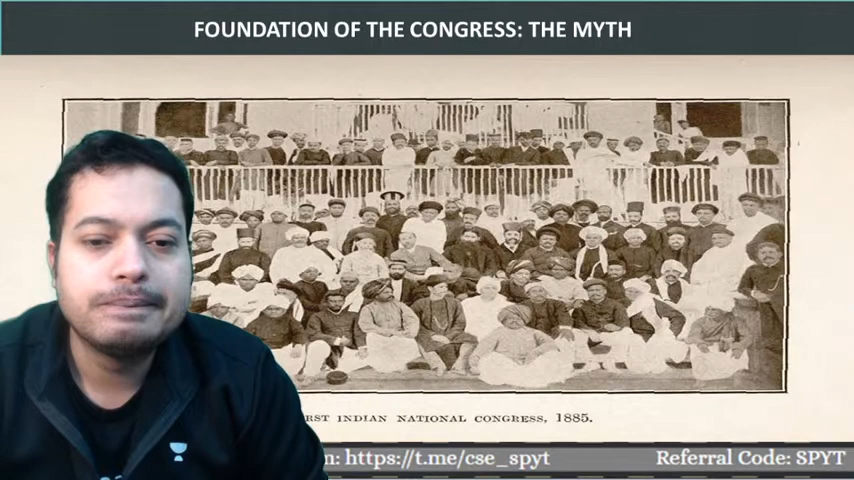 FOUNDATION OF THE CONGRESS: THE MYTH
RST INDIAN NATIONAL CONGRESS, 1885.
n: https://t.me/cse_spyt
Referral Code: SPYT